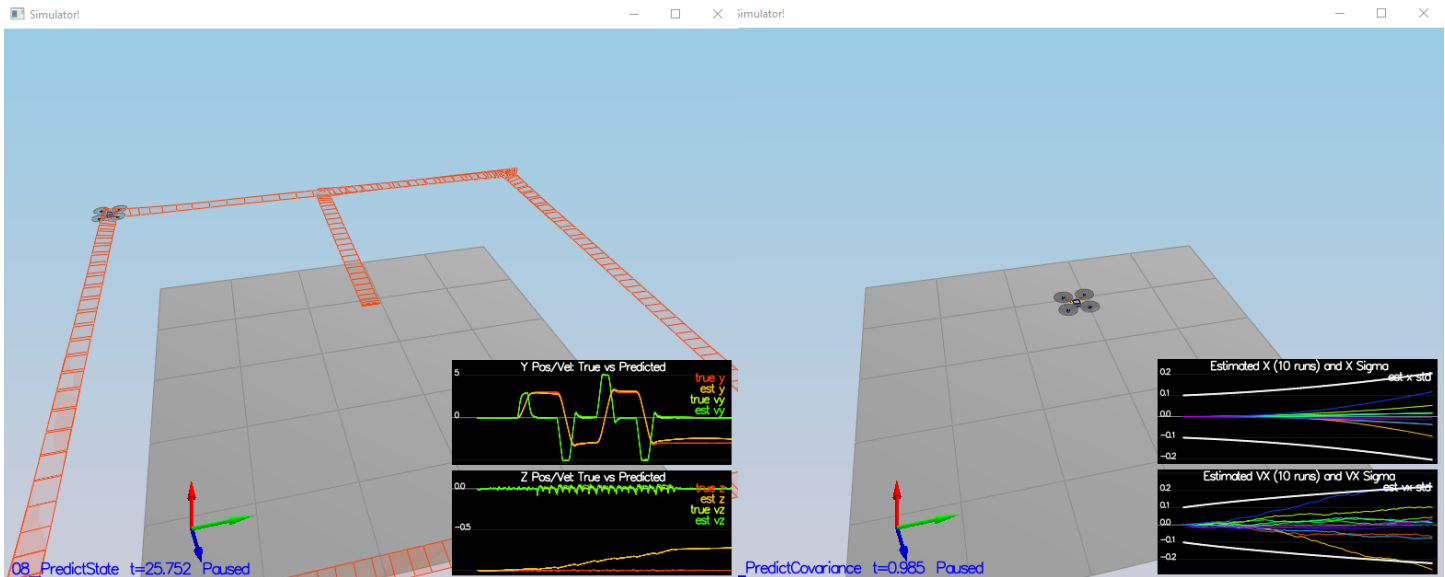 Simulator!
Y Pos/Vel: True vs Predicted
5
true y
est y
0
true vy
est vy
Z Pos/Vel: True vs Predicted
0.0
true z
est z
true vz
-0.5
est vz
08_PredictState t=25.752 Paused
Simulator!
Estimated X (10 runs) and X Sigma
0.2
est x std
0.1
0.0
-0.1
-0.2
Estimated VX (10 runs) and VX Sigma
0.2
est vx std
0.1
0.0
-0.1
-0.2
_PredictCovariance t=0.985 Paused